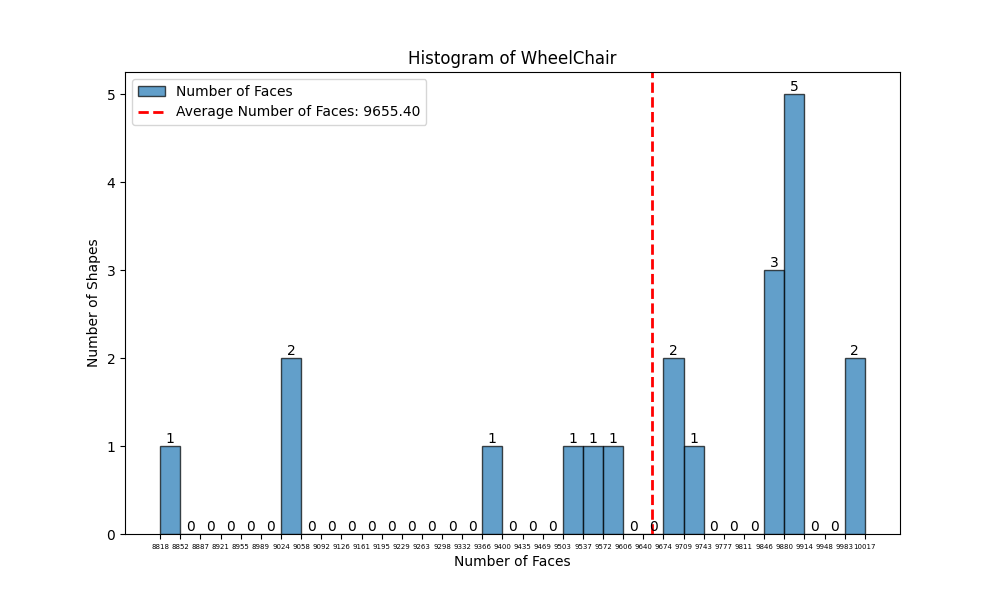 Histogram of WheelChair
Number of Faces
Average Number of Faces: 9655.40
Number of Shapes
5
4
3
2
1
0
1 0 0 0 0 0 2 0 0 0 0 0 0 0 0 0 1 0 0 0 1 1 1 0 0 2 1 0 0 0 3 5 0 0 2
8818 8852 8887 8921 8955 8989 9024 9058 9092 9126 9161 9195 9229 9263 9298 9332 9366 9400 9435 9469 9503 9537 9572 9606 9640 9674 9709 9743 9777 9811 9846 9880 9914 9948 9983 10017
Number of Faces